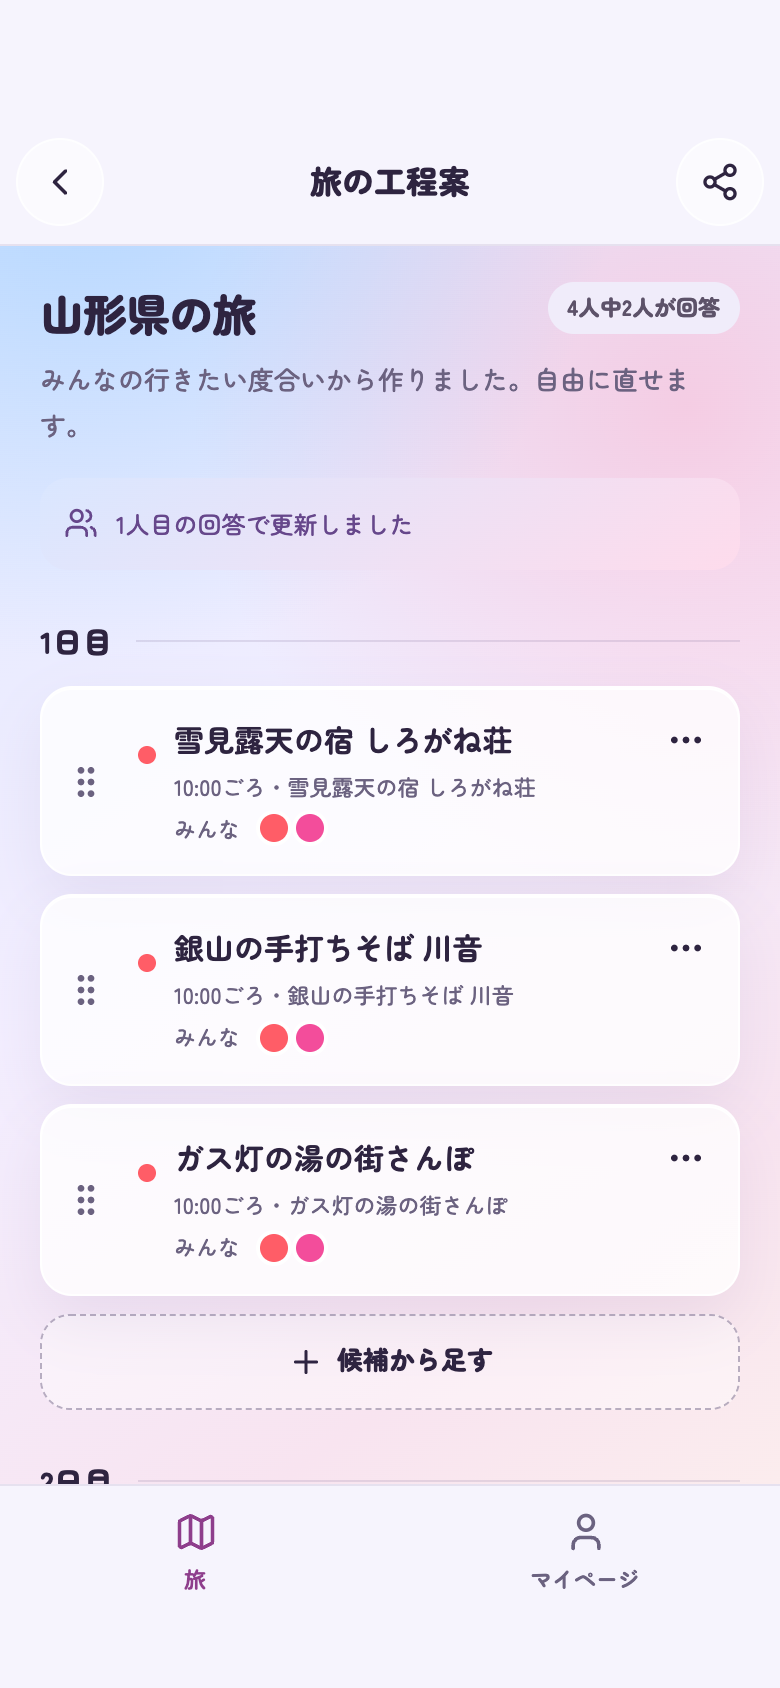 旅の工程案
山形県の旅
4人中2人が回答
みんなの行きたい度合いから作りました。自由に直せま
す。
1人目の回答で更新しました
1日目
雪見露天の宿 しろがね荘
10:00ごろ・雪見露天の宿 しろがね荘
みんな
銀山の手打ちそば 川音
10:00ごろ・銀山の手打ちそば 川音
みんな
ガス灯の湯の街さんぽ
10:00ごろ・ガス灯の湯の街さんぽ
みんな
候補から足す
2日目
旅
マイページ